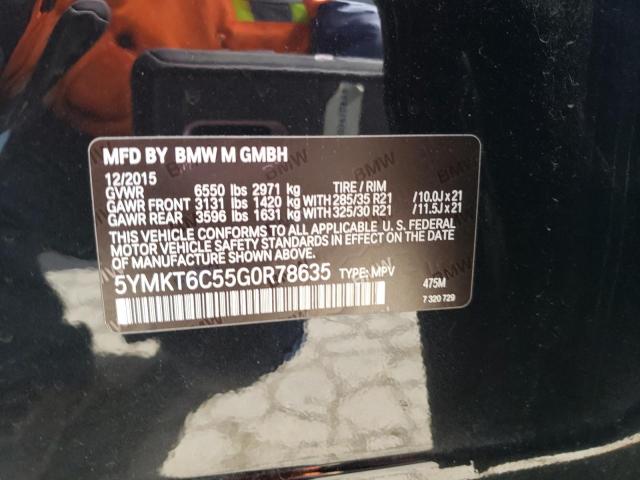 MFD BY BMW M GMBH
12/2015
GVWR 6550 lbs 2971 kg TIRE / RIM
GAWR FRONT 3131 lbs 1420 kg WITH 285/35 R21 / 10.0J x 21
GAWR REAR 3596 lbs 1631 kg WITH 325/30 R21 / 11.5J x 21
THIS VEHICLE CONFORMS TO ALL APPLICABLE U. S. FEDERAL
MOTOR VEHICLE SAFETY STANDARDS IN EFFECT ON THE DATE
OF MANUFACTURE SHOWN ABOVE.
5YMKT6C55G0R78635 TYPE: MPV 475M
7 320 729